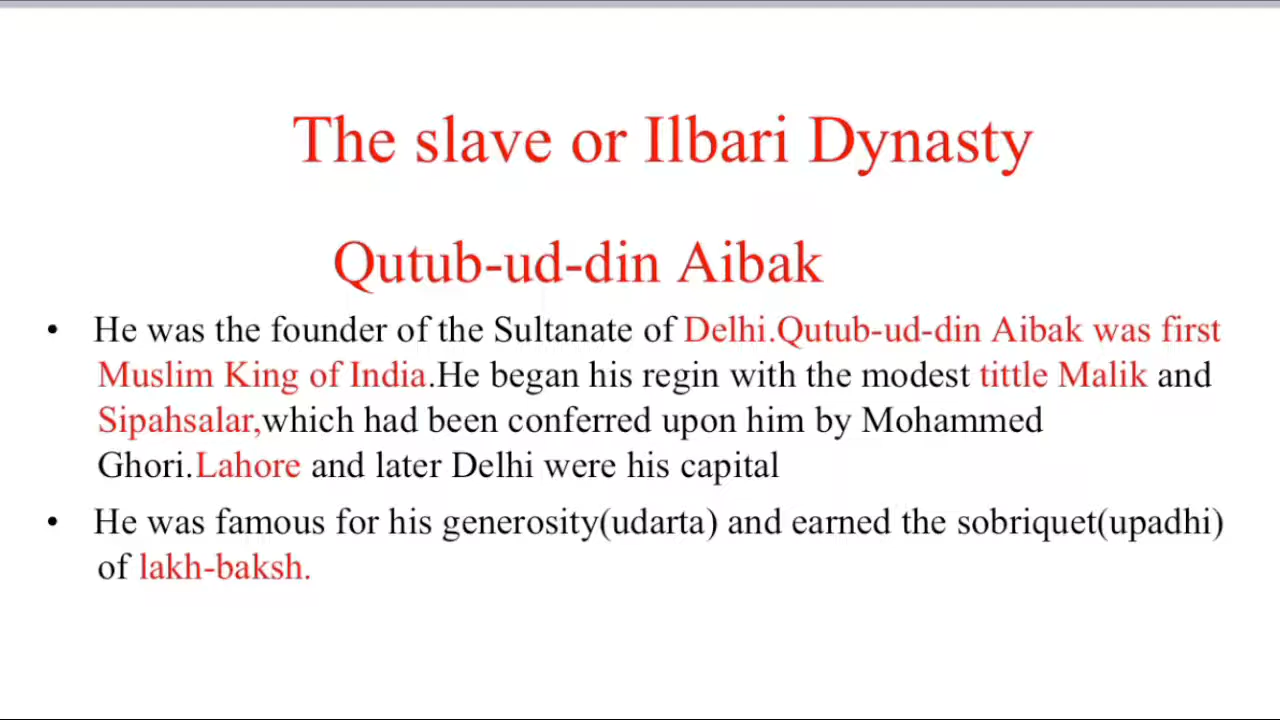 The slave or Ilbari Dynasty
Qutub-ud-din Aibak
• He was the founder of the Sultanate of Delhi.Qutub-ud-din Aibak was first
Muslim King of India.He began his regin with the modest tittle Malik and
Sipahsalar,which had been conferred upon him by Mohammed
Ghori.Lahore and later Delhi were his capital
• He was famous for his generosity(udarta) and earned the sobriquet(upadhi)
of lakh-baksh.